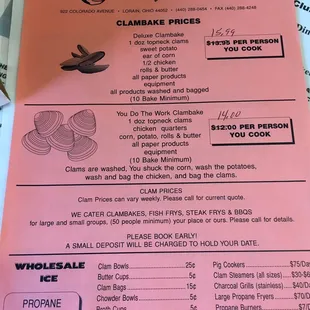 923 COLORADO AVENUE • LORAIN, OHIO 44052 • (440) 288-2494 • FAX (440) 288-4248
CLAMBAKE PRICES
Deluxe Clambake
1 doz topneck clams
sweet potato
ear of corn
1/2 chicken
rolls & butter
all paper products
equipment
all products washed and bagged
(10 Bake Minimum)
15.99
PER PERSON
YOU COOK
You Do The Work Clambake
1 doz topneck clams
chicken quarters
corn, potato, rolls & butter
all paper products
equipment
(10 Bake Minimum)
14.00
$12.00 PER PERSON
YOU COOK
Clams are washed, You shuck the corn, wash the potatoes,
wash and bag the chicken, and bag the clams.
CLAM PRICES
Clam Prices can vary weekly. Please call for current quote.
WE CATER CLAMBAKES, FISH FRYS, STEAK FRYS & BBQS
for large and small groups, (50 people minimum) your place or ours. Please call for details.
PLEASE BOOK EARLY!
A SMALL DEPOSIT WILL BE CHARGED TO HOLD YOUR DATE.
WHOLESALE
ICE
PROPANE
Clam Bowls 25¢
Butter Cups 5¢
Clam Bags 15¢
Chowder Bowls 5¢
Broth Cups
Pig Cookers $75/Da
Clam Steamers (all sizes) $30-$6
Charcoal Grills (stainless) $40/D
Large Propane Fryers $70/D
Propane Burners $7/D